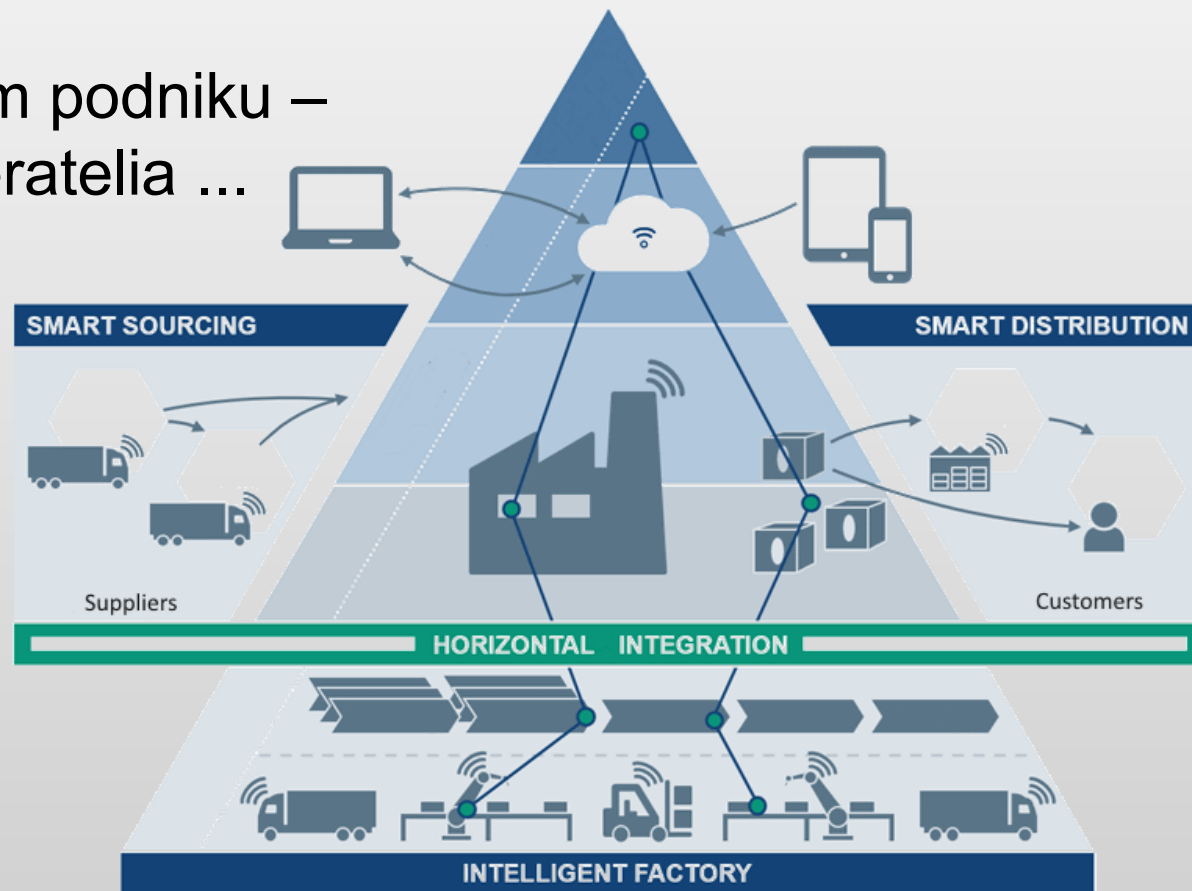 m podniku –
ratelia ...
SMART SOURCING
SMART DISTRIBUTION
Suppliers
Customers
HORIZONTAL INTEGRATION
INTELLIGENT FACTORY